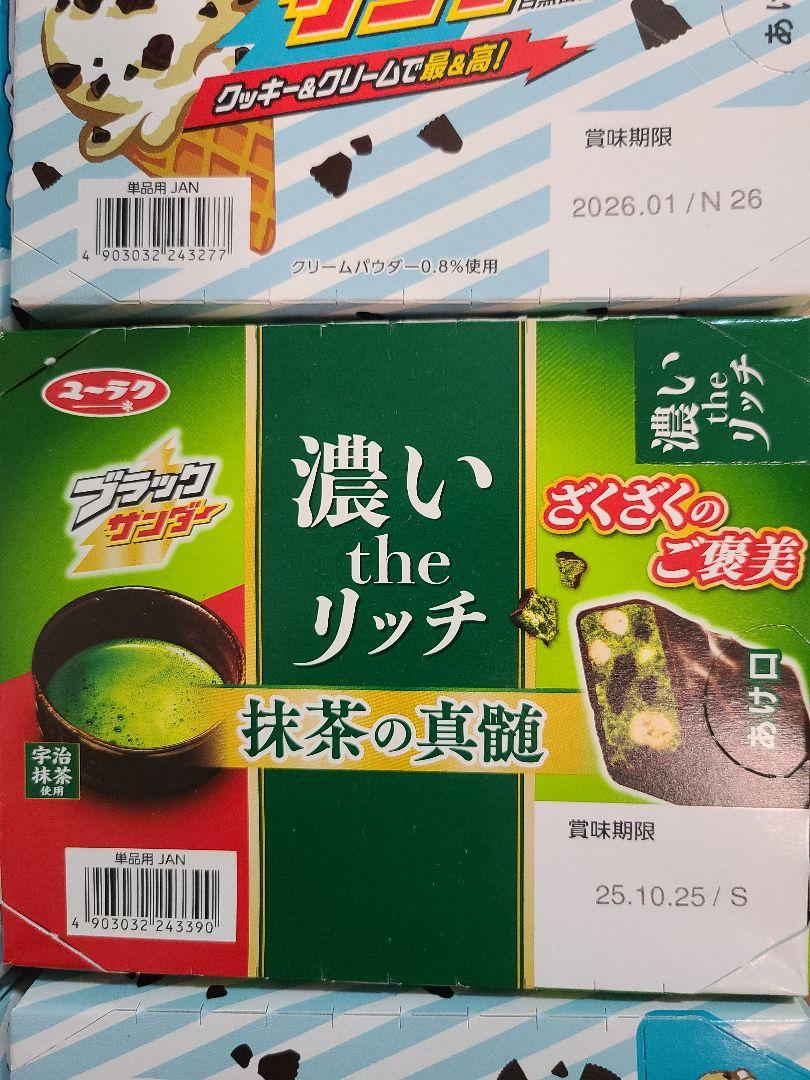 クッキー&クリームで最&高!
賞味期限
2026.01 / N 26
単品用 JAN
4 903032 243277
クリームパウダー0.8%使用
ユーラク
ブラック
サンダー
濃い
the
リッチ
濃い
the
リッチ
ざくざくの
ご褒美
抹茶の真髄
あけ口
宇治
抹茶
使用
単品用 JAN
4 903032 243390
賞味期限
25.10.25 / S